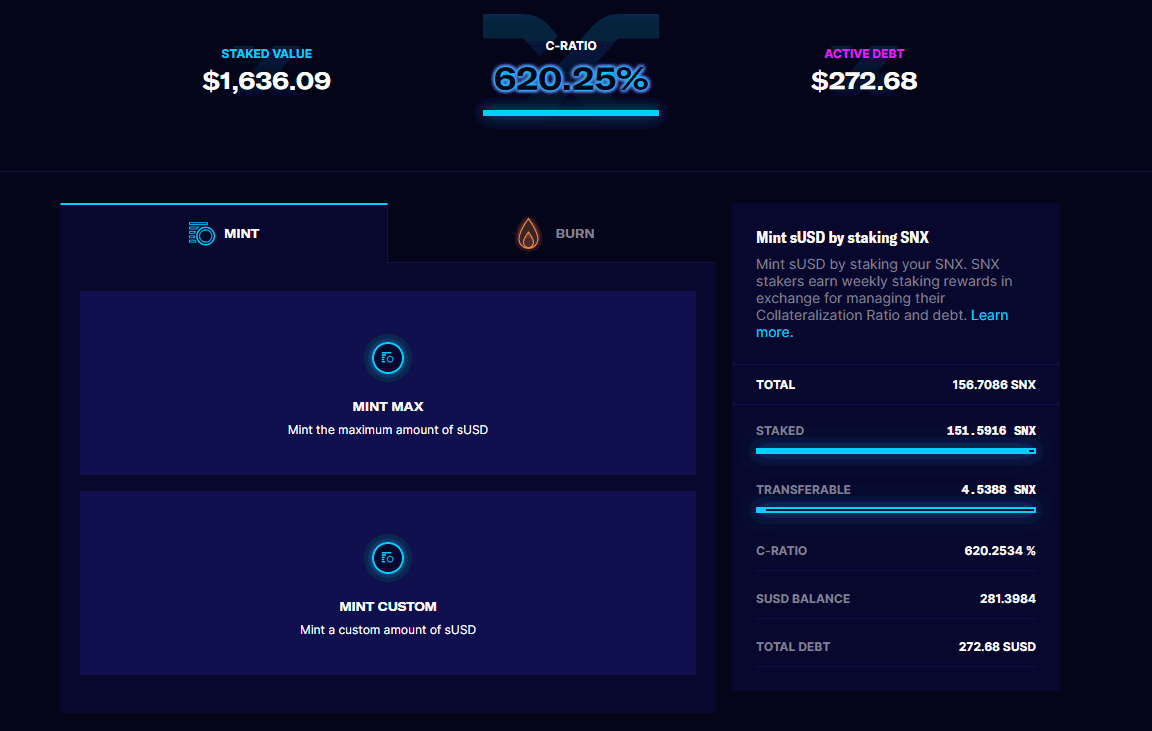 STAKED VALUE
$1,636.09
C-RATIO
620.25%
ACTIVE DEBT
$272.68
MINT
BURN
MINT MAX
Mint the maximum amount of sUSD
MINT CUSTOM
Mint a custom amount of sUSD
Mint sUSD by staking SNX
Mint sUSD by staking your SNX. SNX
stakers earn weekly staking rewards in
exchange for managing their
Collateralization Ratio and debt. Learn
more.
TOTAL 156.7086 SNX
STAKED 151.5916 SNX
TRANSFERABLE 4.5388 SNX
C-RATIO 620.2534 %
SUSD BALANCE 281.3984
TOTAL DEBT 272.68 SUSD